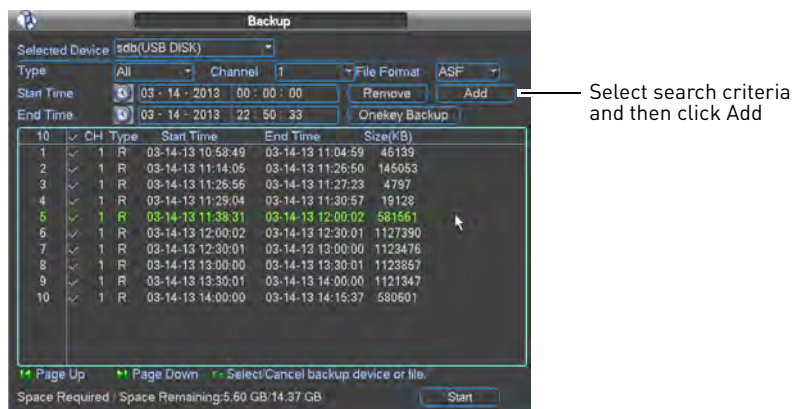 Backup
Selected Device sdb(USB DISK)
Type All Channel 1 File Format ASF
Start Time 03 - 14 - 2013 00 : 00 : 00 Remove Add
End Time 03 - 14 - 2013 22 : 50 : 33 Onekey Backup
Select search criteria
and then click Add
10 CH Type Start Time End Time Size(KB)
1 1 R 03-14-13 10:58:49 03-14-13 11:04:59 46139
2 1 R 03-14-13 11:14:05 03-14-13 11:26:50 145053
3 1 R 03-14-13 11:26:56 03-14-13 11:27:23 4797
4 1 R 03-14-13 11:29:04 03-14-13 11:30:57 19128
5 1 R 03-14-13 11:38:31 03-14-13 12:00:02 581561
6 1 R 03-14-13 12:00:02 03-14-13 12:30:01 1127390
7 1 R 03-14-13 12:30:01 03-14-13 13:00:00 1123476
8 1 R 03-14-13 13:00:00 03-14-13 13:30:01 1123857
9 1 R 03-14-13 13:30:01 03-14-13 14:00:00 1121347
10 1 R 03-14-13 14:00:00 03-14-13 14:15:37 580601
Page Up Page Down Select/Cancel backup device or file.
Space Required / Space Remaining:5.60 GB/14.37 GB Start